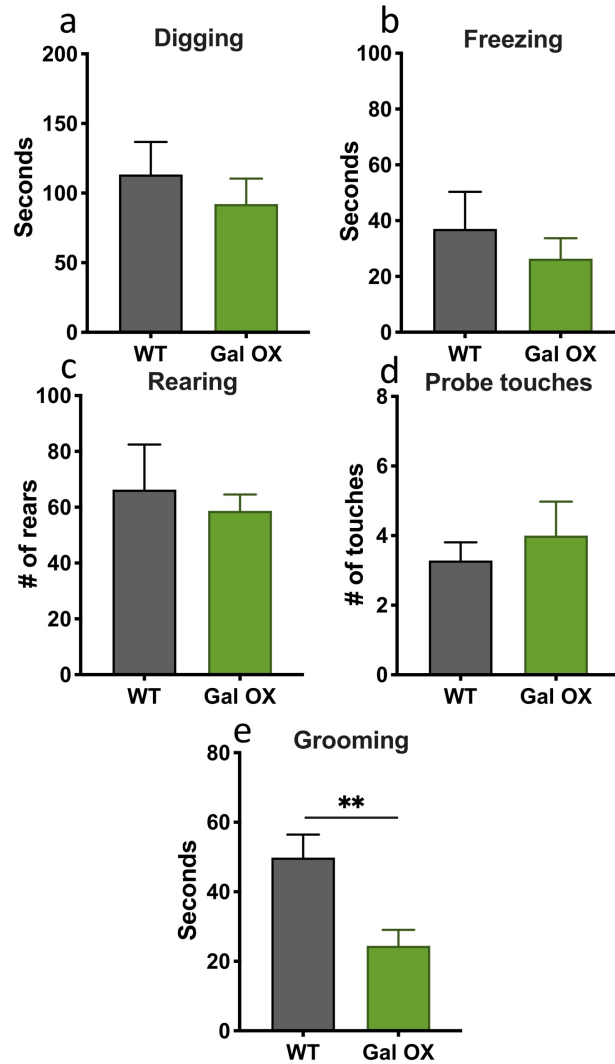 a
Digging
200
150
100
50
0
Seconds
WT
Gal OX
b
Freezing
100
80
60
40
20
0
Seconds
WT
Gal OX
c
Rearing
100
80
60
40
20
0
# of rears
WT
Gal OX
d
Probe touches
8
6
4
2
0
# of touches
WT
Gal OX
e
Grooming
80
60
40
20
0
Seconds
**
WT
Gal OX